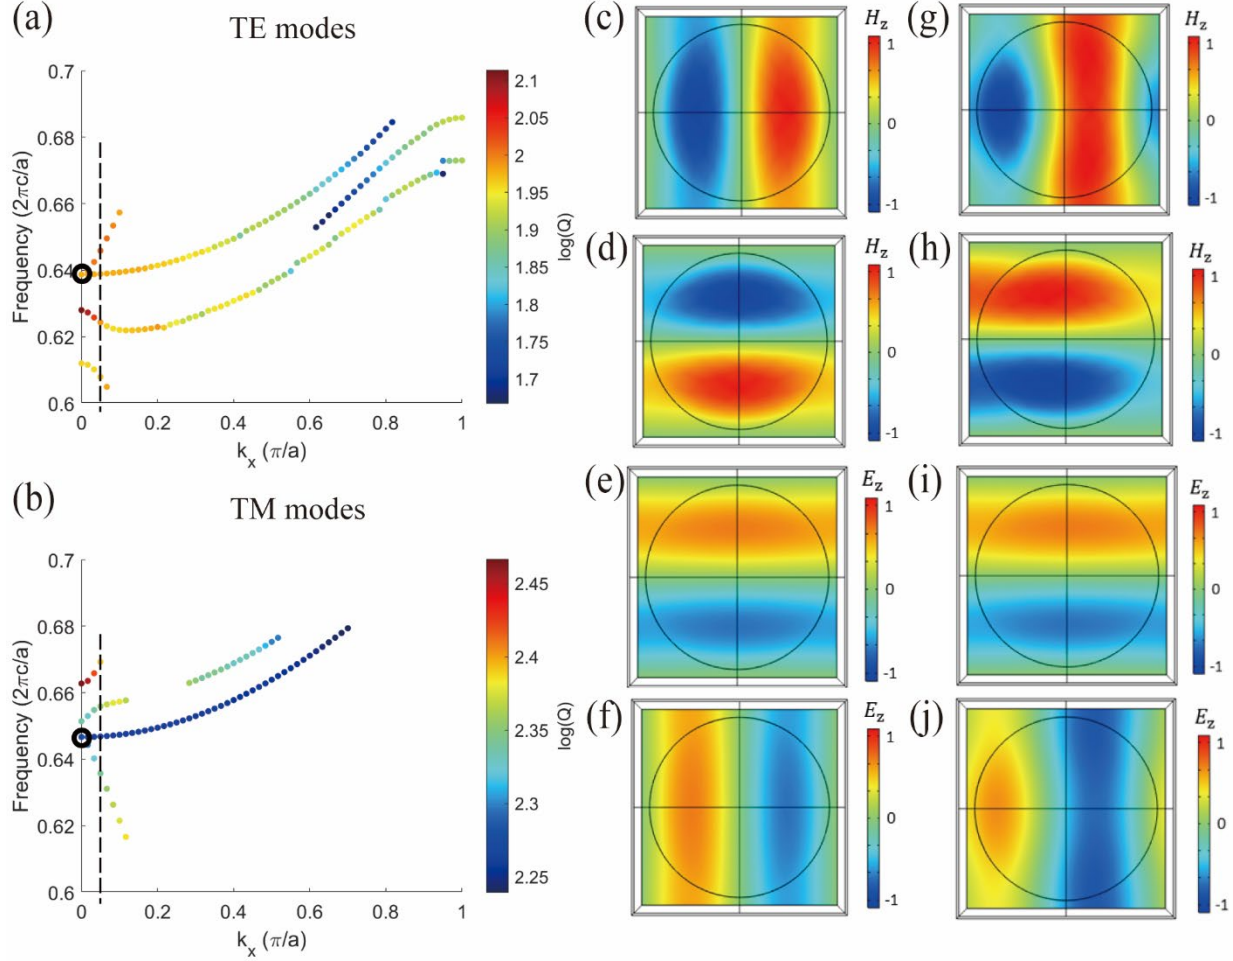 (a)
TE modes
0.7
0.68
0.66
0.64
0.62
0.6
Frequency (2πc/a)
0
0.2
0.4
0.6
0.8
1
k_x (π/a)
2.1
2.05
2
1.95
1.9
1.85
1.8
1.75
1.7
log(Q)
(b)
TM modes
0.7
0.68
0.66
0.64
0.62
0.6
Frequency (2πc/a)
0
0.2
0.4
0.6
0.8
1
k_x (π/a)
2.45
2.4
2.35
2.3
2.25
log(Q)
(c)
H_z
1
0
-1
(g)
H_z
1
0
-1
(d)
H_z
1
0
-1
(h)
H_z
1
0
-1
(e)
E_z
1
0
-1
(i)
E_z
1
0
-1
(f)
E_z
1
0
-1
(j)
E_z
1
0
-1